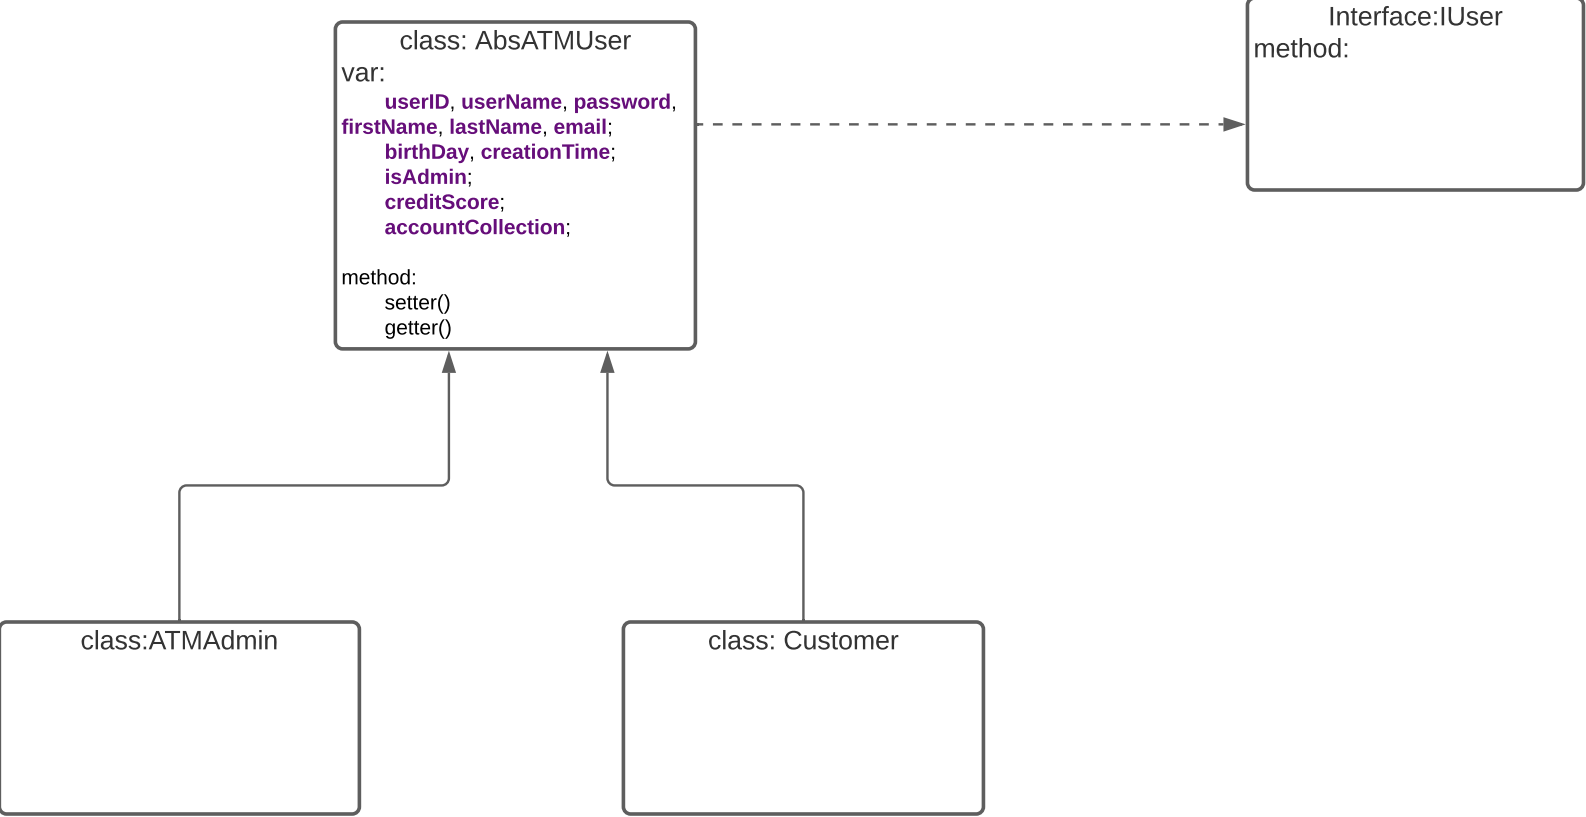 class: AbsATMUser
var:
userID, userName, password,
firstName, lastName, email;
birthDay, creationTime;
isAdmin;
creditScore;
accountCollection;
method:
setter()
getter()
Interface:IUser
method:
class:ATMAdmin
class: Customer